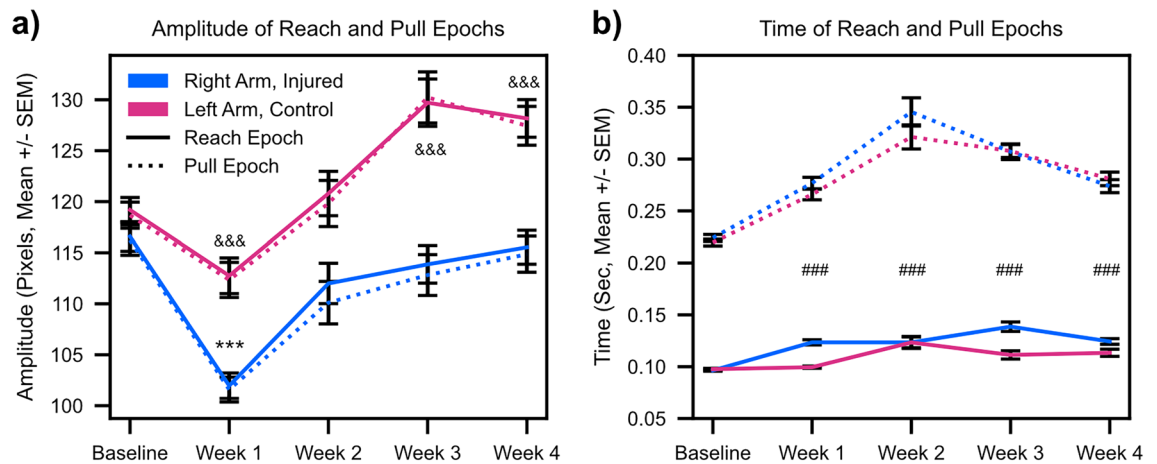 a)
Amplitude of Reach and Pull Epochs
Amplitude (Pixels, Mean +/- SEM)
130
125
120
115
110
105
100
Right Arm, Injured
Left Arm, Control
Reach Epoch
Pull Epoch
&&&
***
&&&
&&&
Baseline Week 1 Week 2 Week 3 Week 4
b)
Time of Reach and Pull Epochs
Time (Sec, Mean +/- SEM)
0.40
0.35
0.30
0.25
0.20
0.15
0.10
0.05
### ### ### ###
Baseline Week 1 Week 2 Week 3 Week 4